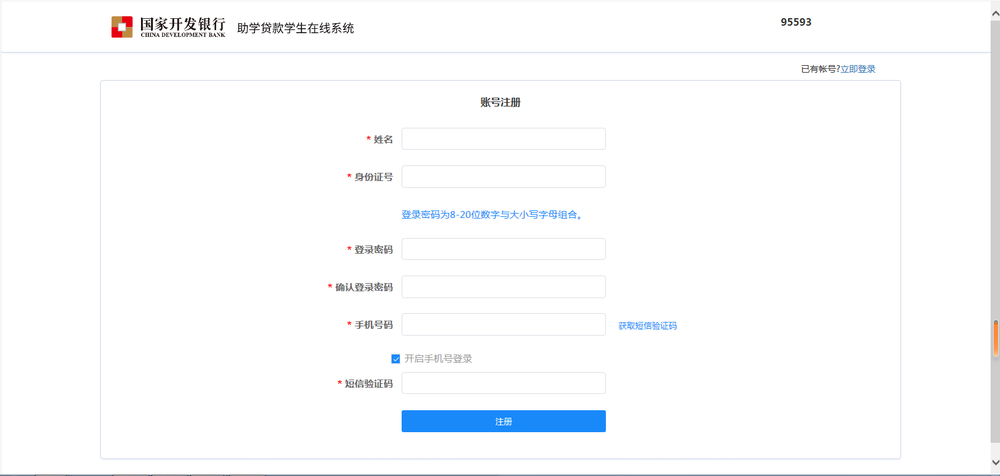 国家开发银行
CHINA DEVELOPMENT BANK
助学贷款学生在线系统
95593
已有帐号?立即登录
账号注册
* 姓名
* 身份证号
登录密码为8-20位数字与大小写字母组合。
* 登录密码
* 确认登录密码
* 手机号码
获取短信验证码
开启手机号登录
* 短信验证码
注册